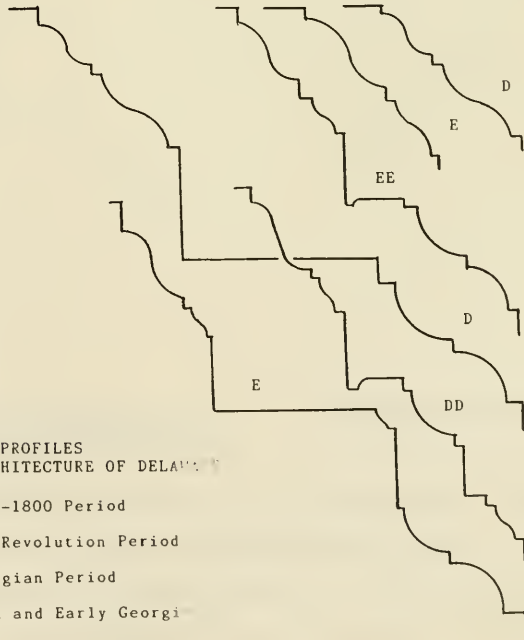 D
E
EE
D
E
DD
PROFILES
HITECTURE OF DELA
-1800 Period
Revolution Period
gian Period
and Early Georgi